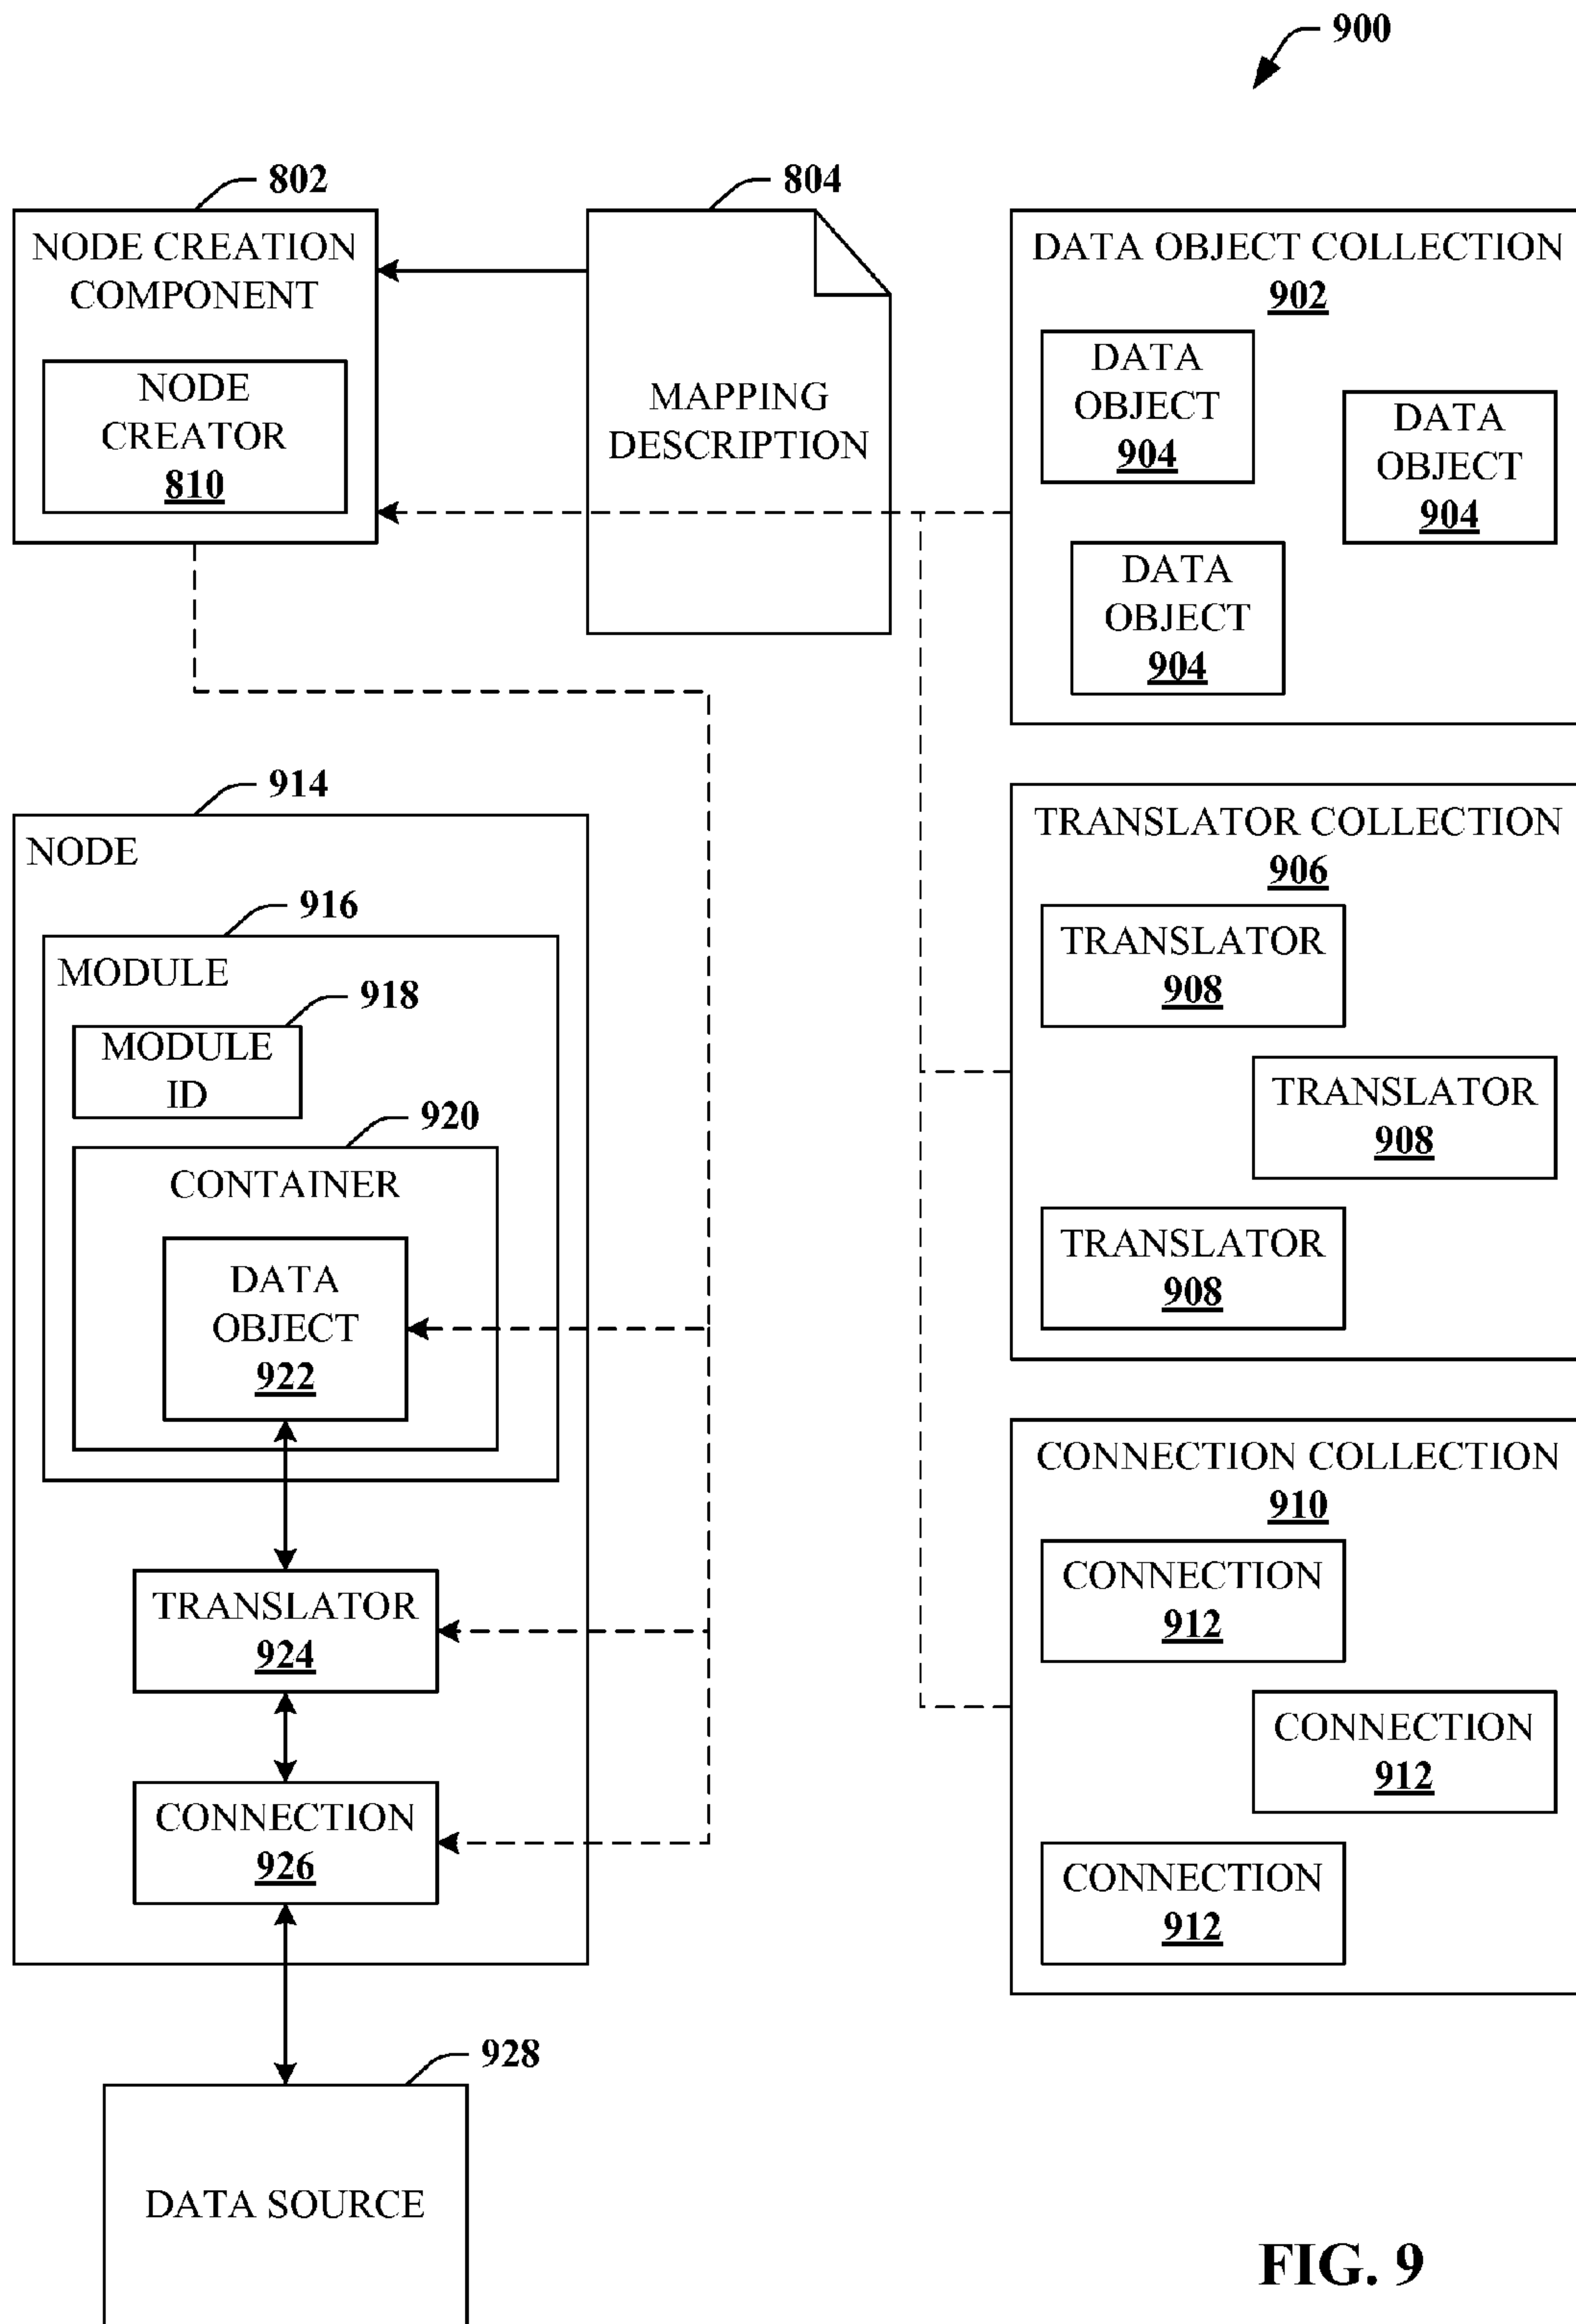 900
802
NODE CREATION
COMPONENT
NODE
CREATOR
810
804
MAPPING
DESCRIPTION
DATA OBJECT COLLECTION
902
DATA
OBJECT
904
DATA
OBJECT
904
DATA
OBJECT
904
914
NODE
916
MODULE
918
MODULE
ID
920
CONTAINER
DATA
OBJECT
922
TRANSLATOR
924
CONNECTION
926
928
DATA SOURCE
TRANSLATOR COLLECTION
906
TRANSLATOR
908
TRANSLATOR
908
TRANSLATOR
908
CONNECTION COLLECTION
910
CONNECTION
912
CONNECTION
912
CONNECTION
912
FIG. 9